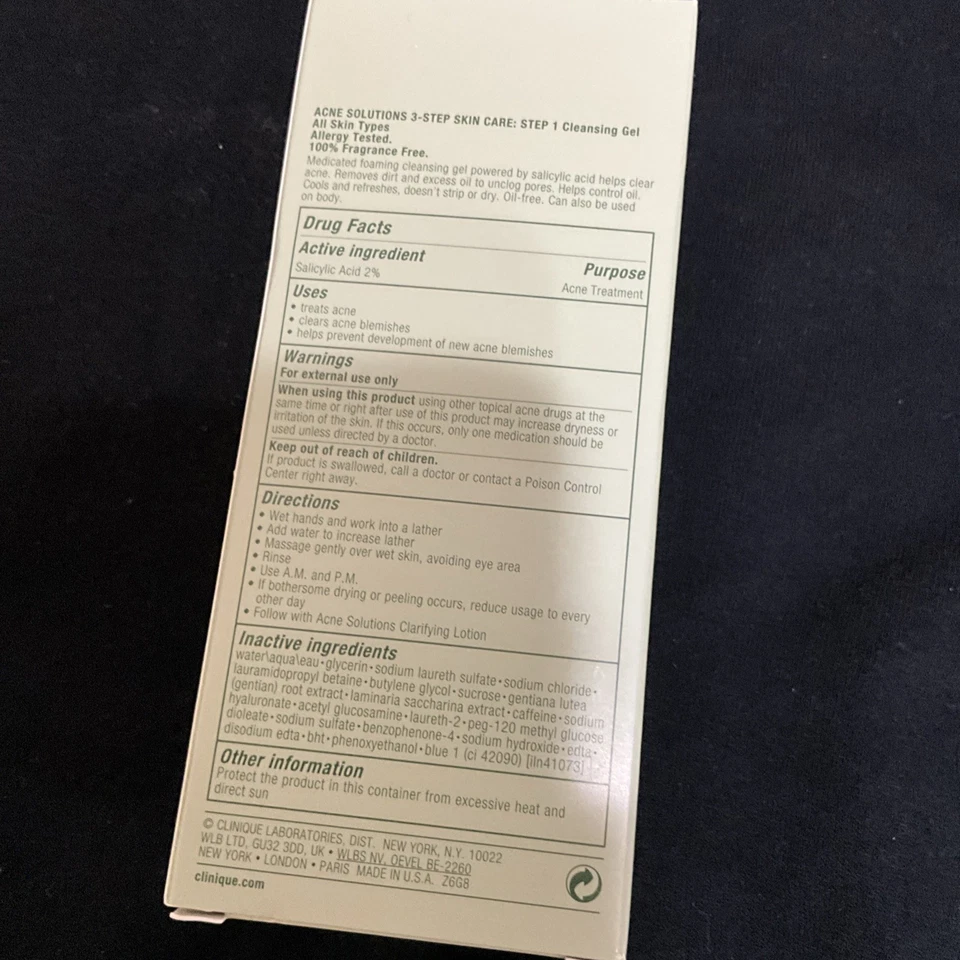 ACNE SOLUTIONS 3-STEP SKIN CARE: STEP 1 Cleansing Gel
All Skin Types
Allergy Tested.
100% Fragrance Free.
Medicated foaming cleansing gel powered by salicylic acid helps clear
acne. Removes dirt and excess oil to unclog pores. Helps control oil.
Cools and refreshes, doesn't strip or dry. Oil-free. Can also be used
on body.
Drug Facts
Active ingredient Purpose
Salicylic Acid 2% Acne Treatment
Uses
• treats acne
• clears acne blemishes
• helps prevent development of new acne blemishes
Warnings
For external use only
When using this product using other topical acne drugs at the
same time or right after use of this product may increase dryness or
irritation of the skin. If this occurs, only one medication should be
used unless directed by a doctor.
Keep out of reach of children.
If product is swallowed, call a doctor or contact a Poison Control
Center right away.
Directions
• Wet hands and work into a lather
• Add water to increase lather
• Massage gently over wet skin, avoiding eye area
• Rinse
• Use A.M. and P.M.
• If bothersome drying or peeling occurs, reduce usage to every
other day
• Follow with Acne Solutions Clarifying Lotion
Inactive ingredients
water\aqua\eau • glycerin • sodium laureth sulfate • sodium chloride •
lauramidopropyl betaine • butylene glycol • sucrose • gentiana lutea
(gentian) root extract • laminaria saccharina extract • caffeine • sodium
hyaluronate • acetyl glucosamine • laureth-2 • peg-120 methyl glucose
dioleate • sodium sulfate • benzophenone-4 • sodium hydroxide • edta •
disodium edta • bht • phenoxyethanol • blue 1 (ci 42090) [iln41073]
Other information
Protect the product in this container from excessive heat and
direct sun
© CLINIQUE LABORATORIES, DIST. NEW YORK, N.Y. 10022
WLB LTD, GU32 3DD, UK • WLBS NV, OEVEL BE-2260
NEW YORK • LONDON • PARIS MADE IN U.S.A. Z6G8
clinique.com